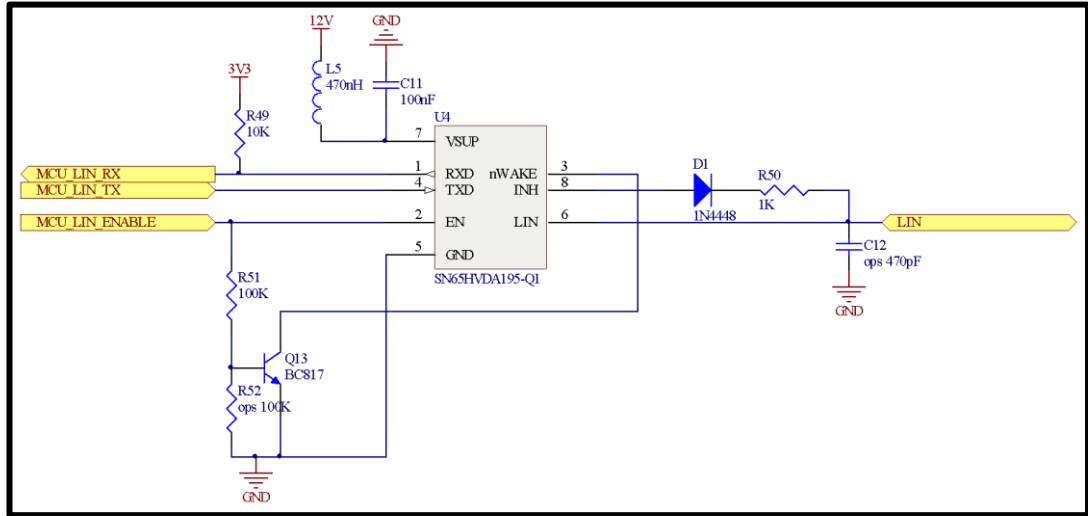 12V
GND
3V3
L5
470nH
C11
100nF
R49
10K
U4
7
VSUP
MCU_LIN_RX
1
RXD
nWAKE
3
MCU_LIN_TX
4
TXD
INH
8
D1
1N4448
R50
1K
MCU_LIN_ENABLE
2
EN
LIN
6
LIN
5
GND
SN65HVDA195-Q1
C12
ops 470pF
GND
R51
100K
Q13
BC817
R52
ops 100K
GND